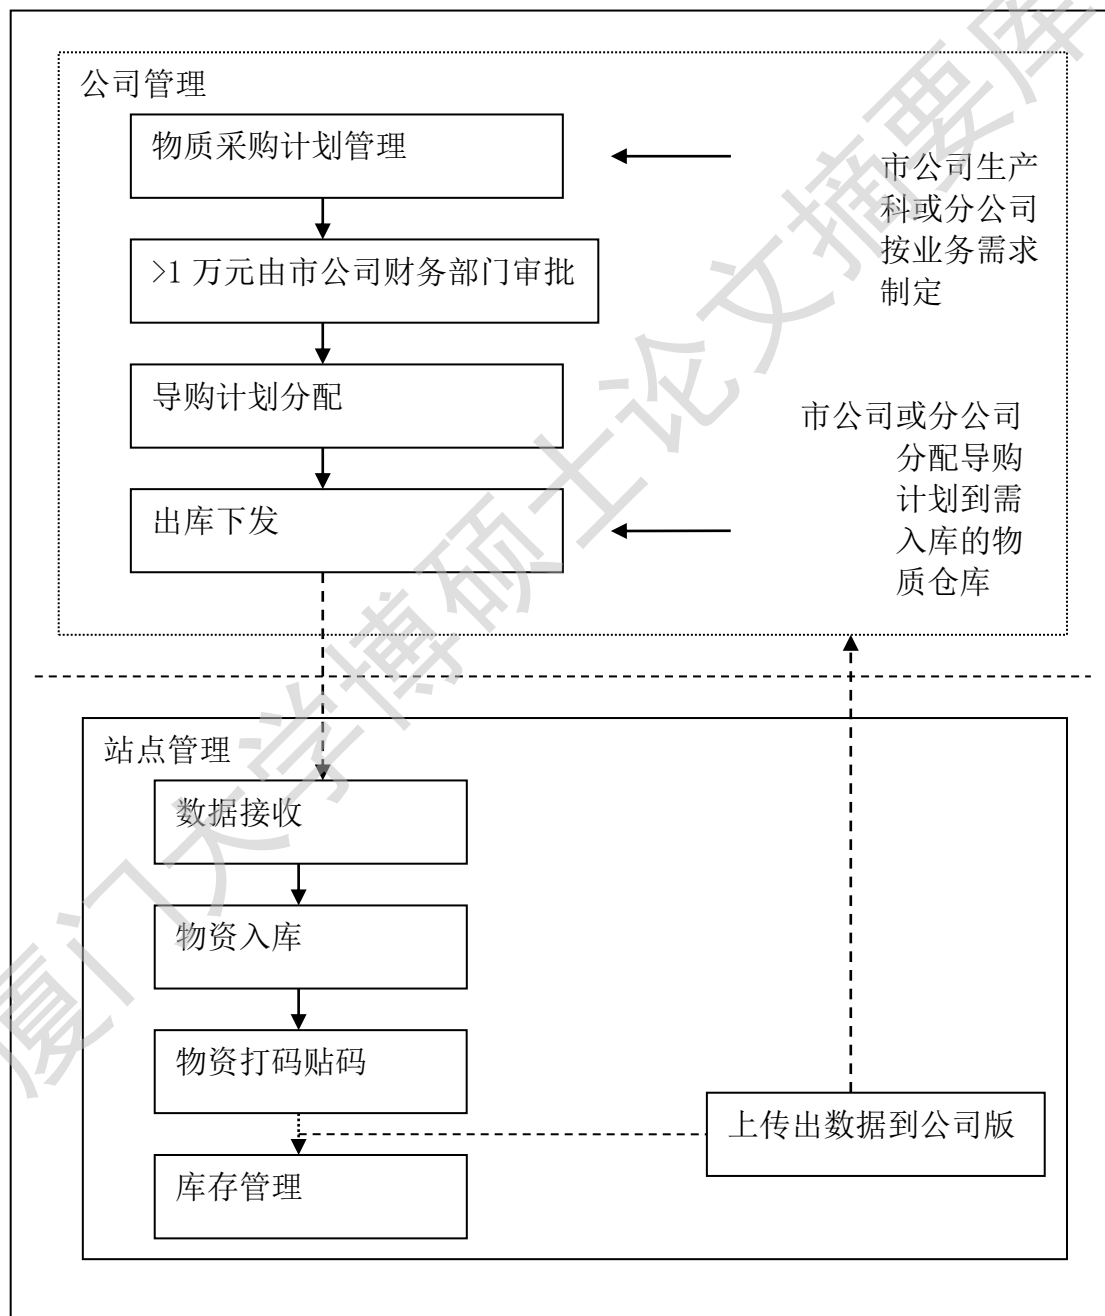 公司管理
物质采购计划管理
市公司生产
科或分公司
按业务需求
制定
>1 万元由市公司财务部门审批
导购计划分配
市公司或分公司
分配导购
计划到需
入库的物
质仓库
出库下发
站点管理
数据接收
物资入库
物资打码贴码
上传出数据到公司版
库存管理
厦门大学博硕士论文摘要库